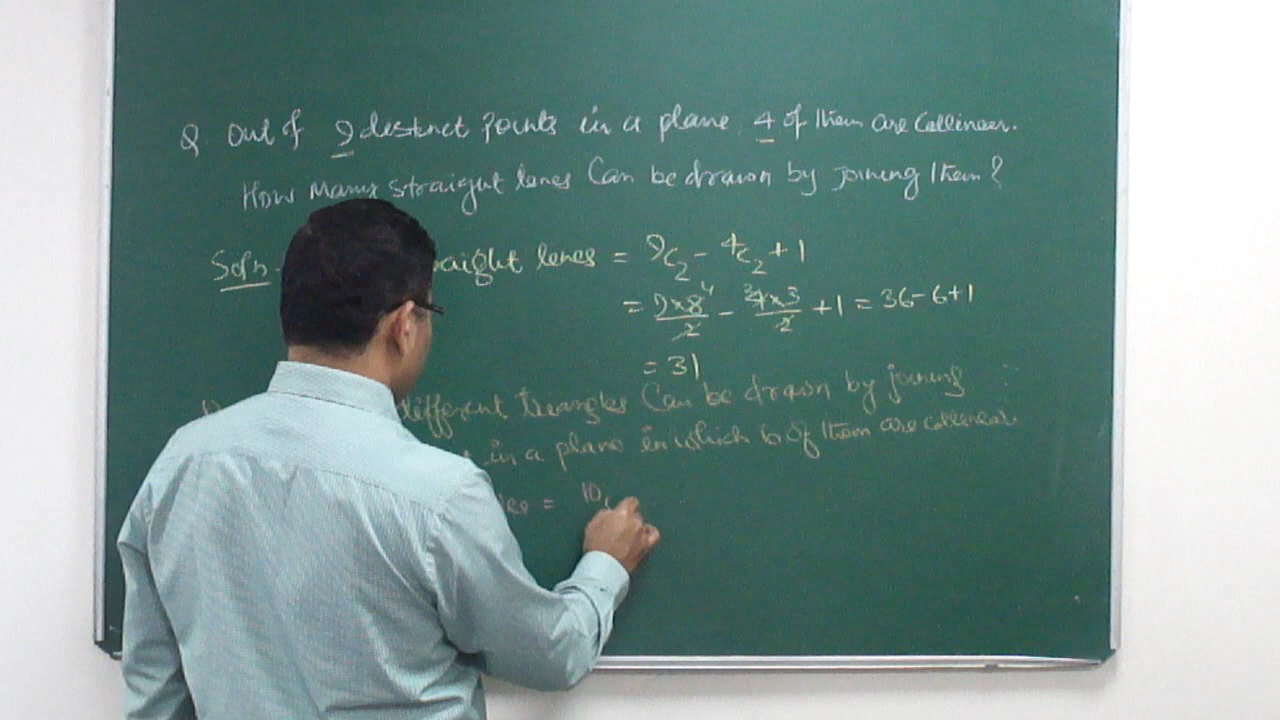 Q Out of 9 distinct points in a plane, 4 of them are collinear.
How many straight lines can be drawn by joining them?
Soln. straight lines = 9C2 - 4C2 + 1
= 9×8/2 - 4×3/2 + 1 = 36-6+1
= 31
different triangles can be drawn by joining
in a plane in which 6 of them are collinear.
= 10C